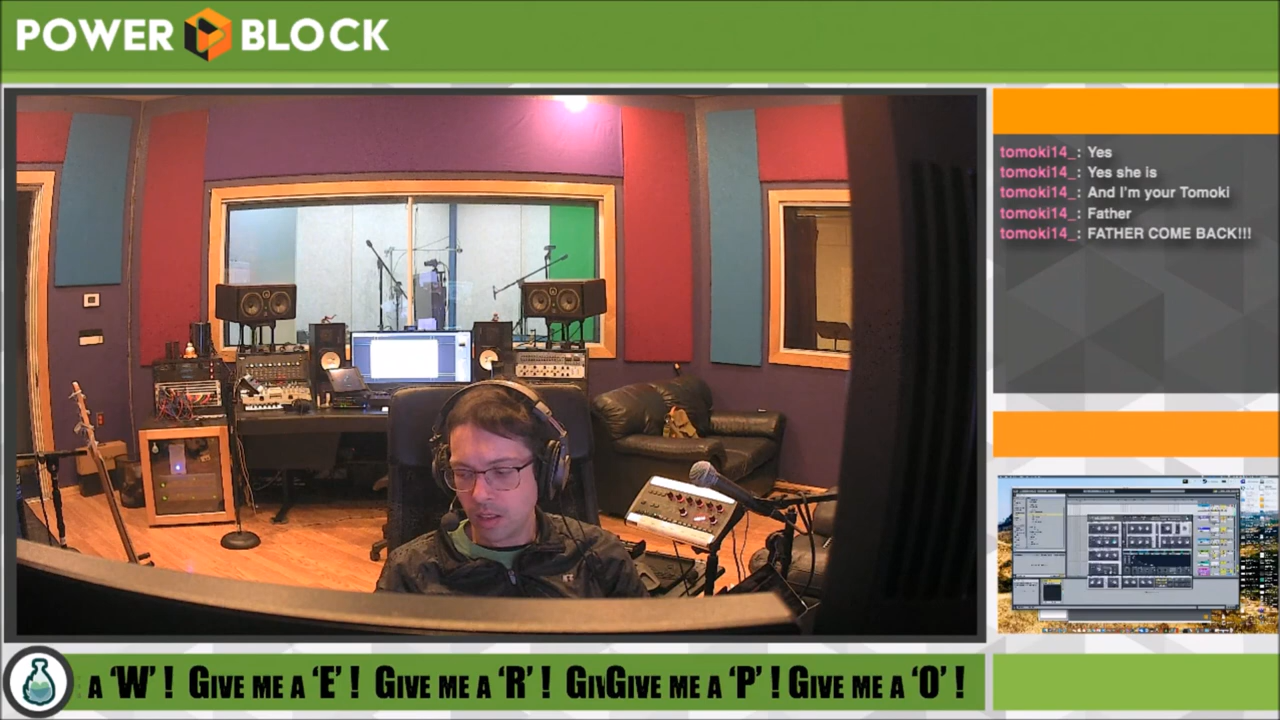 POWER BLOCK
tomoki14_: Yes
tomoki14_: Yes she is
tomoki14_: And I'm your Tomoki
tomoki14_: Father
tomoki14_: FATHER COME BACK!!!
A 'W' ! GIVE ME A 'E' ! GIVE ME A 'R' ! GIVGIVE ME A 'P' ! GIVE ME A 'O' !